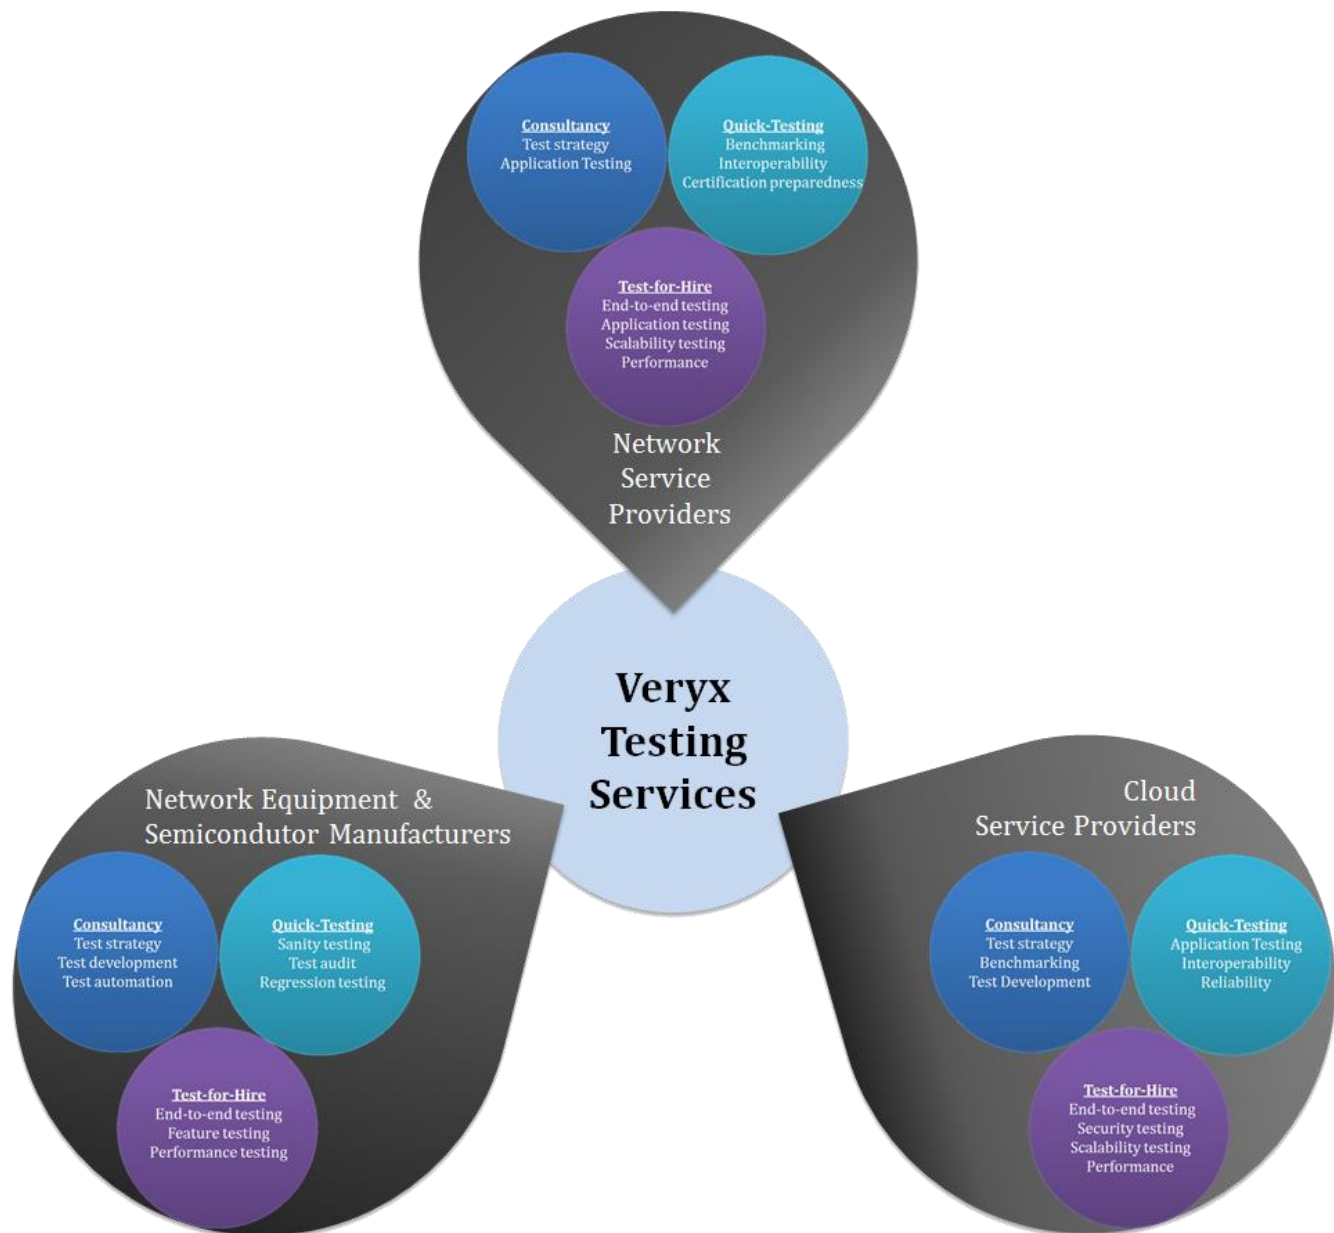 Consultancy
Test strategy
Application Testing
Quick-Testing
Benchmarking
Interoperability
Certification preparedness
Test-for-Hire
End-to-end testing
Application testing
Scalability testing
Performance
Network
Service
Providers
Veryx
Testing
Services
Network Equipment &
Semicondutor Manufacturers
Consultancy
Test strategy
Test development
Test automation
Quick-Testing
Sanity testing
Test audit
Regression testing
Test-for-Hire
End-to-end testing
Feature testing
Performance testing
Cloud
Service Providers
Consultancy
Test strategy
Benchmarking
Test Development
Quick-Testing
Application Testing
Interoperability
Reliability
Test-for-Hire
End-to-end testing
Security testing
Scalability testing
Performance